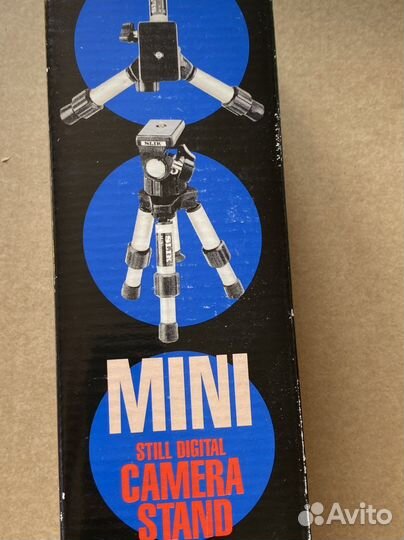 SLIK
SLIK
MINI
STILL DIGITAL
CAMERA
STAND
Avito